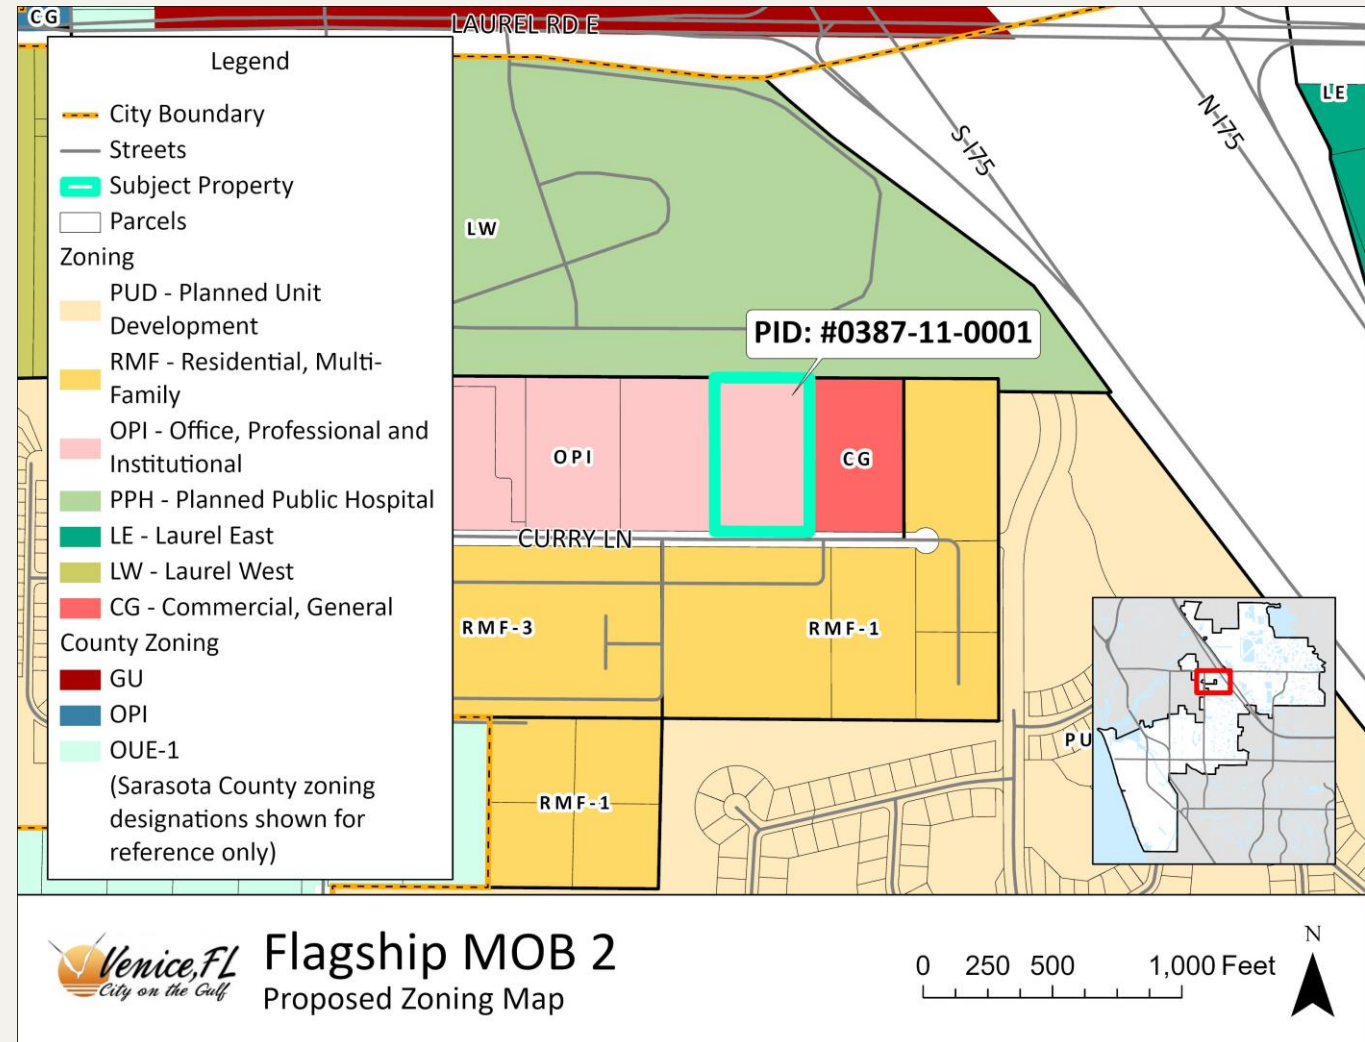 CG
LAUREL RD E
Legend
City Boundary
Streets
Subject Property
Parcels
Zoning
PUD - Planned Unit
Development
RMF - Residential, Multi-
Family
OPI - Office, Professional and
Institutional
PPH - Planned Public Hospital
LE - Laurel East
LW - Laurel West
CG - Commercial, General
County Zoning
GU
OPI
OUE-1
(Sarasota County zoning
designations shown for
reference only)
S-I75
N-I75
LE
LW
PID: #0387-11-0001
OPI
CG
CURRY LN
RMF-3
RMF-1
RMF-1
PU
Venice, FL
City on the Gulf
Flagship MOB 2
Proposed Zoning Map
0 250 500 1,000 Feet
N